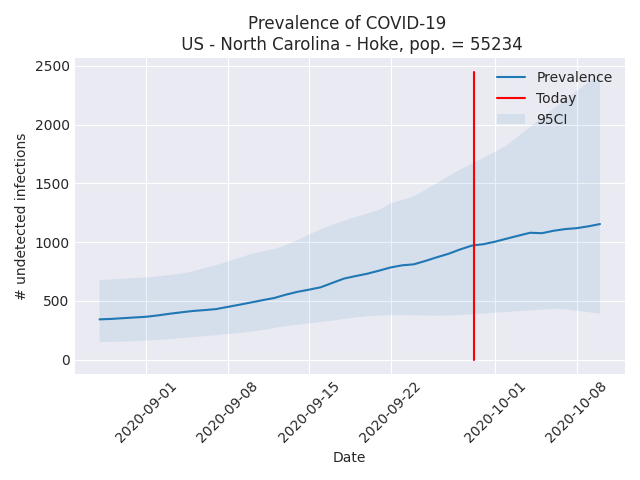 Prevalence of COVID-19
US - North Carolina - Hoke, pop. = 55234
2500
2000
1500
1000
500
0
# undetected infections
Prevalence
Today
95CI
2020-09-01
2020-09-08
2020-09-15
2020-09-22
2020-10-01
2020-10-08
Date